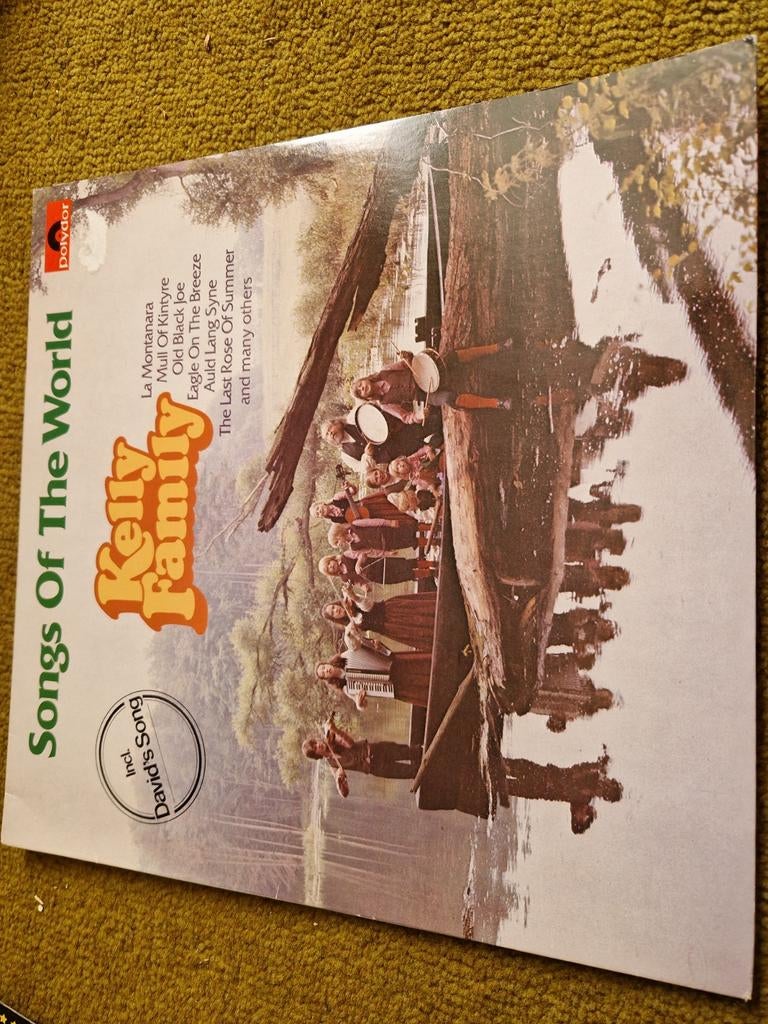 Songs Of The World
polydor
Kelly
Family
La Montanara
Mull Of Kintyre
Old Black Joe
Eagle On The Breeze
Auld Lang Syne
The Last Rose Of Summer
and many others
Incl.
David's Song